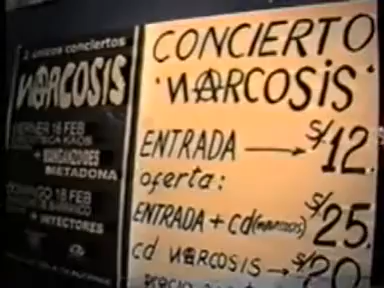 2 únicos conciertos
NARCOSIS
VIERNES 16 FEB
+
METADONA
DOMINGO 18 FEB
+ INYECTORES
CONCIERTO
'NARCOSIS'
ENTRADA → S/12.
oferta:
ENTRADA + cd (narcosis) S/25.
cd NARCOSIS → S/20